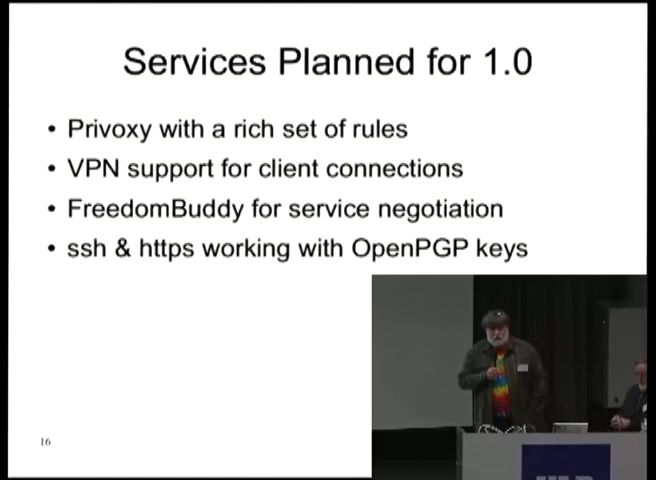 Services Planned for 1.0
• Privoxy with a rich set of rules
• VPN support for client connections
• FreedomBuddy for service negotiation
• ssh & https working with OpenPGP keys
16